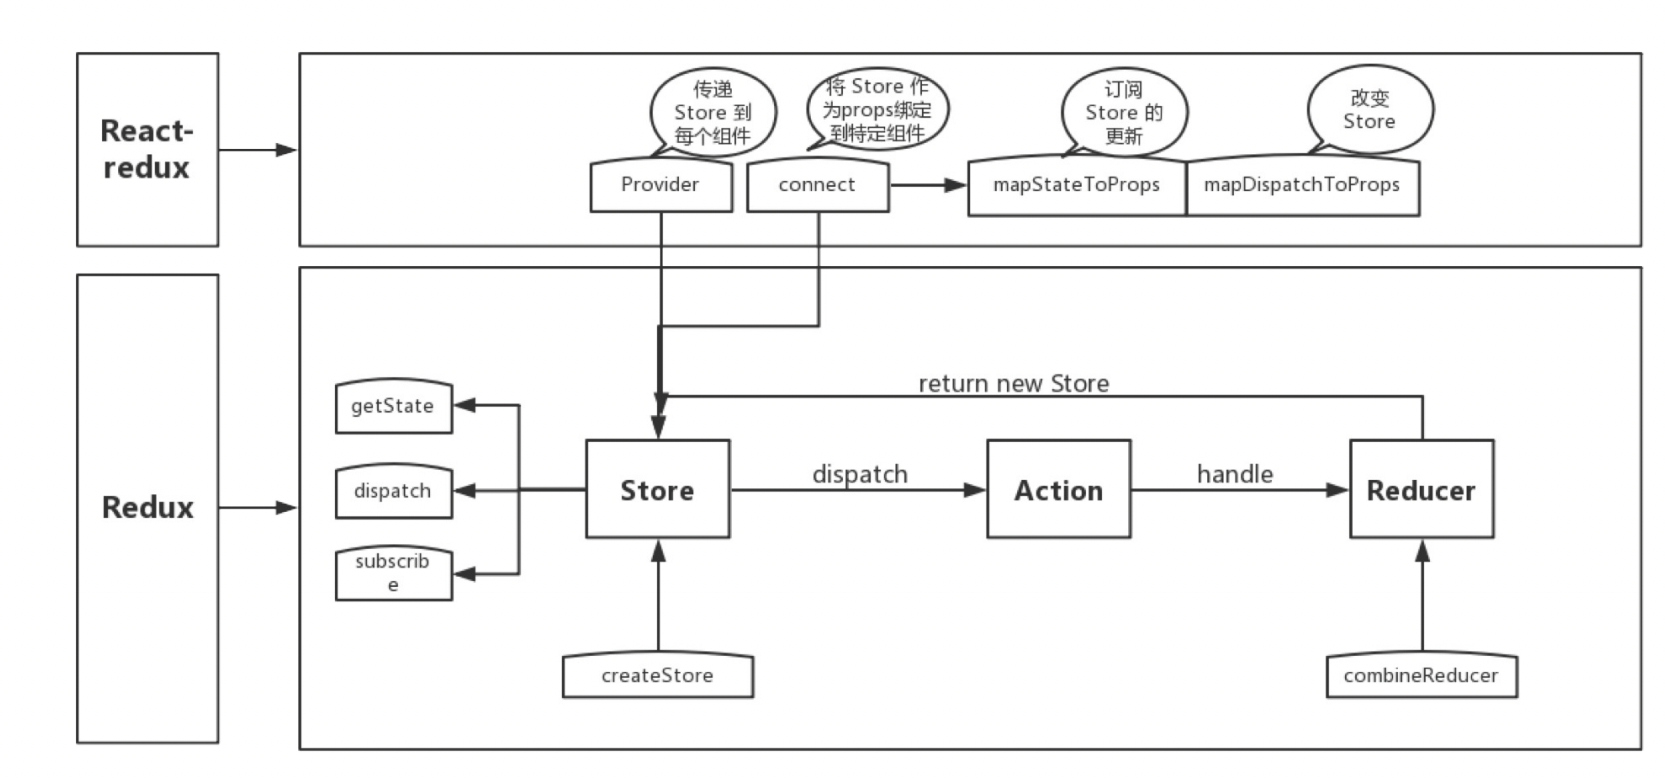 React-
redux
传递
Store 到
每个组件
将 Store 作
为props绑定
到特定组件
订阅
Store 的
更新
改变
Store
Provider
connect
mapStateToProps
mapDispatchToProps
Redux
return new Store
getState
dispatch
subscrib
e
Store
dispatch
Action
handle
Reducer
createStore
combineReducer